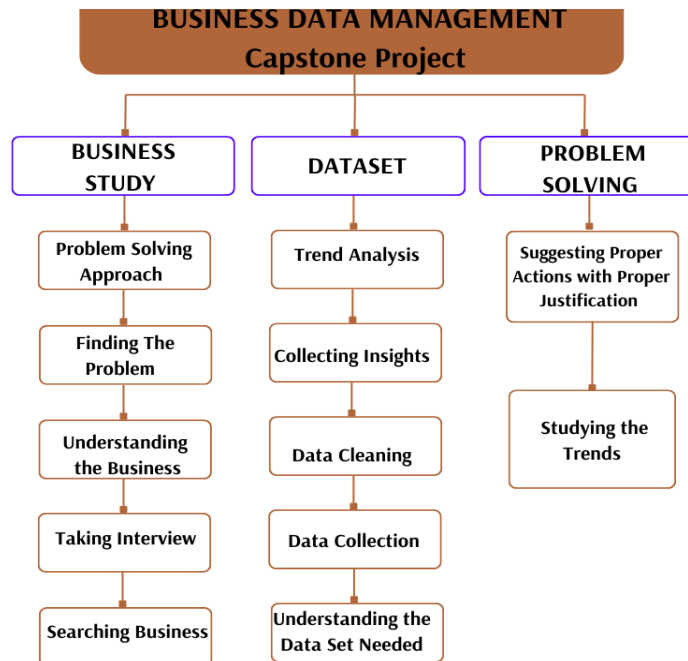 BUSINESS DATA MANAGEMENT
Capstone Project
BUSINESS
STUDY
Problem Solving
Approach
Finding The
Problem
Understanding
the Business
Taking Interview
Searching Business
DATASET
Trend Analysis
Collecting Insights
Data Cleaning
Data Collection
Understanding the
Data Set Needed
PROBLEM
SOLVING
Suggesting Proper
Actions with Proper
Justification
Studying the
Trends